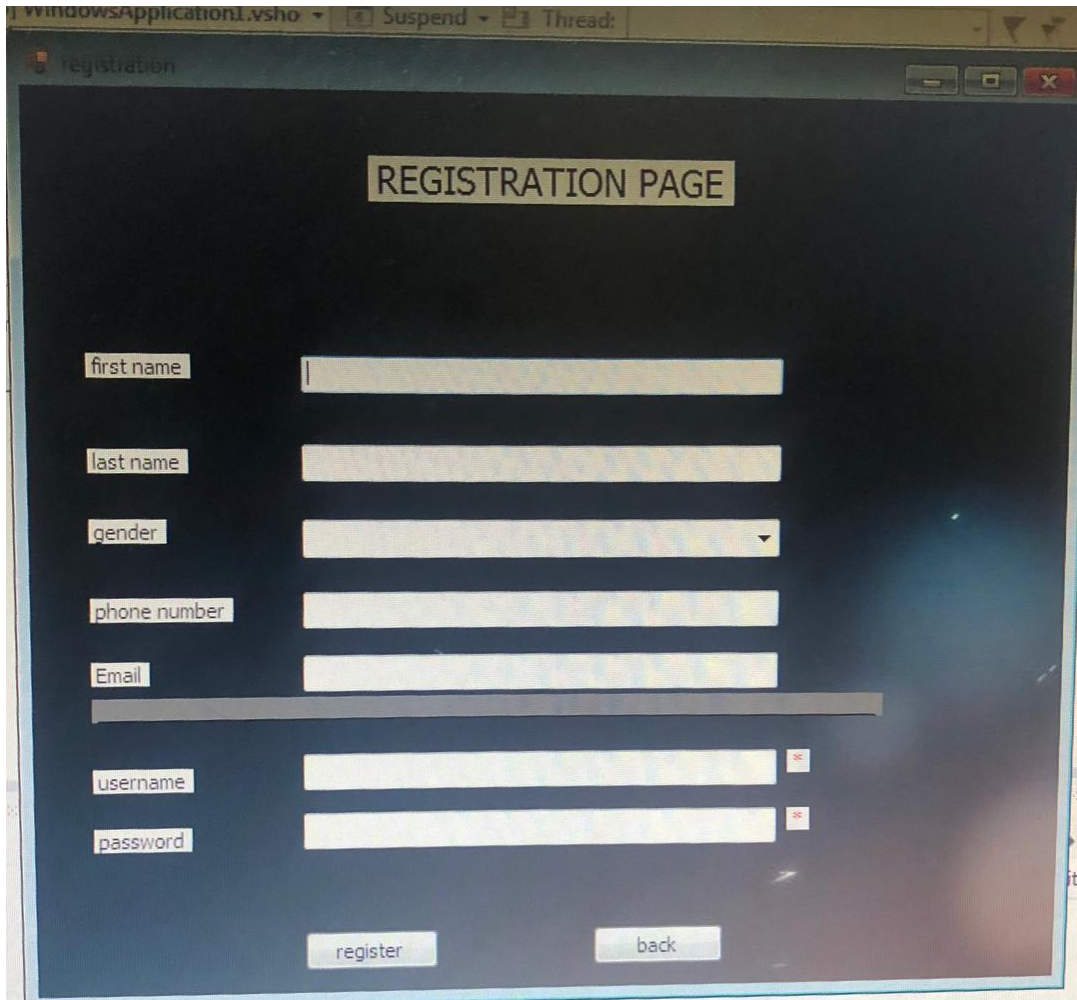 WindowsApplication1.vsho Suspend Thread:
registration
REGISTRATION PAGE
first name
last name
gender
phone number
Email
username *
password *
register back